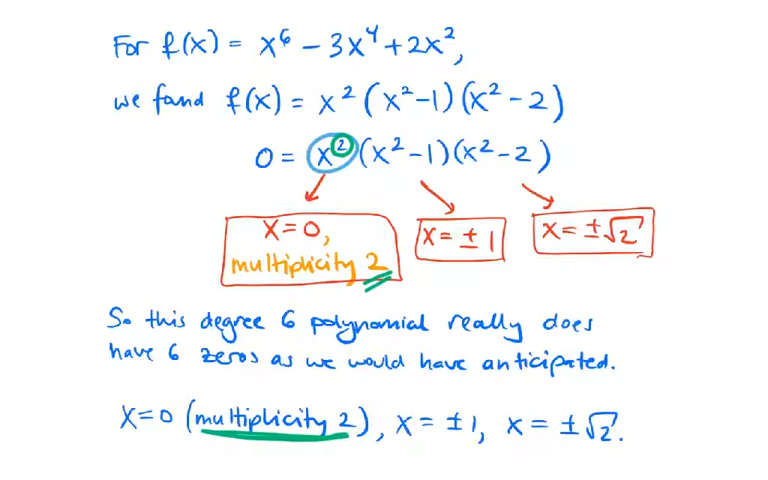 For f(x) = x⁶ - 3x⁴ + 2x²,
we found f(x) = x² (x²-1)(x²-2)
0 = x² (x²-1)(x²-2)
x=0,
multiplicity 2
x=±1
x=±√2
So this degree 6 polynomial really does
have 6 zeros as we would have anticipated.
x=0 (multiplicity 2), x=±1, x=±√2.